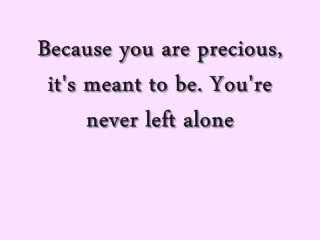 Because you are precious,
it's meant to be. You're
never left alone